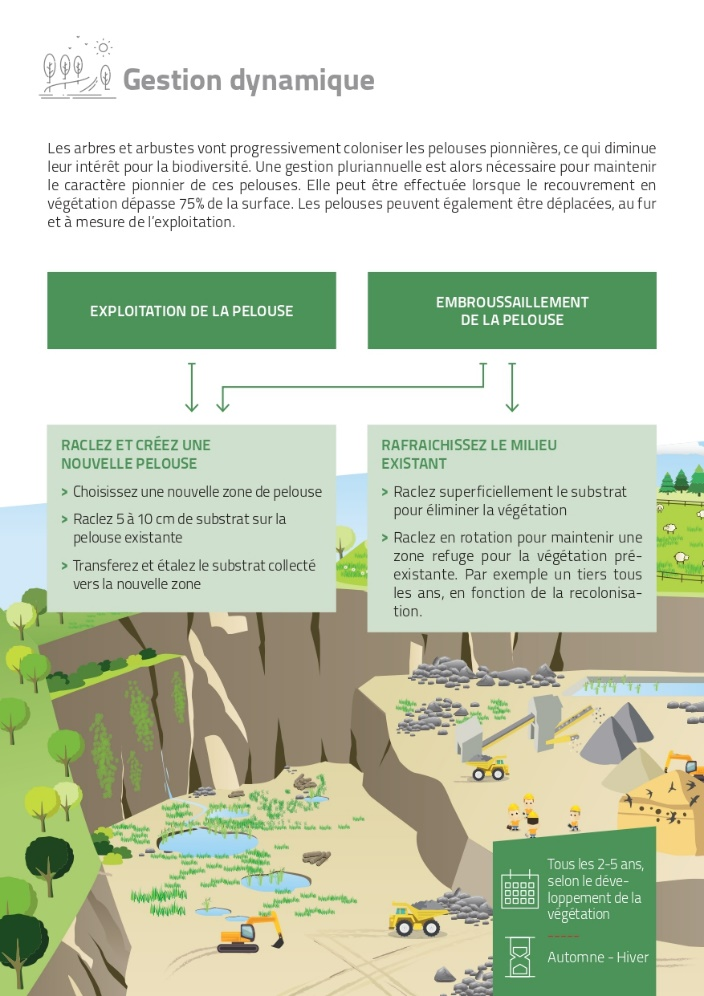 Gestion dynamique
Les arbres et arbustes vont progressivement coloniser les pelouses pionnières, ce qui diminue
leur intérêt pour la biodiversité. Une gestion pluriannuelle est alors nécessaire pour maintenir
le caractère pionnier de ces pelouses. Elle peut être effectuée lorsque le recouvrement en
végétation dépasse 75% de la surface. Les pelouses peuvent également être déplacées, au fur
et à mesure de l'exploitation.
EXPLOITATION DE LA PELOUSE
EMBROUSSAILLEMENT
DE LA PELOUSE
RACLEZ ET CRÉEZ UNE
NOUVELLE PELOUSE
> Choisissez une nouvelle zone de pelouse
> Raclez 5 à 10 cm de substrat sur la
pelouse existante
> Transferez et étalez le substrat collecté
vers la nouvelle zone
RAFRAICHISSEZ LE MILIEU
EXISTANT
> Raclez superficiellement le substrat
pour éliminer la végétation
> Raclez en rotation pour maintenir une
zone refuge pour la végétation pré-
existante. Par exemple un tiers tous
les ans, en fonction de la recolonisa-
tion.
Tous les 2-5 ans,
selon le déve-
loppement de la
végétation
Automne - Hiver